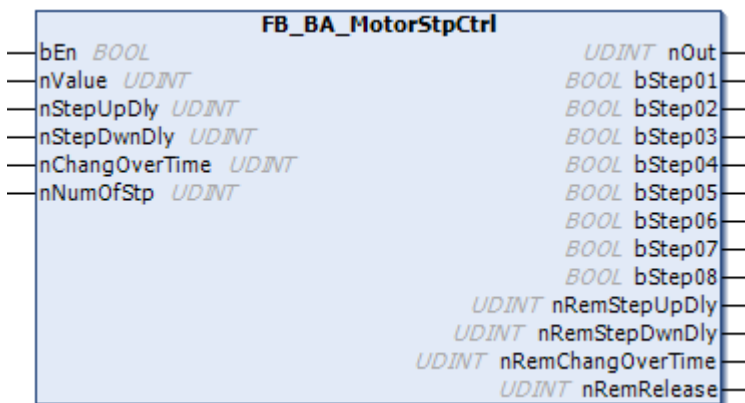 FB_BA_MotorStpCtrl
bEn BOOL UDINT nOut
nValue UDINT BOOL bStep01
nStepUpDly UDINT BOOL bStep02
nStepDwnDly UDINT BOOL bStep03
nChangOverTime UDINT BOOL bStep04
nNumOfStp UDINT BOOL bStep05
BOOL bStep06
BOOL bStep07
BOOL bStep08
UDINT nRemStepUpDly
UDINT nRemStepDwnDly
UDINT nRemChangOverTime
UDINT nRemRelease